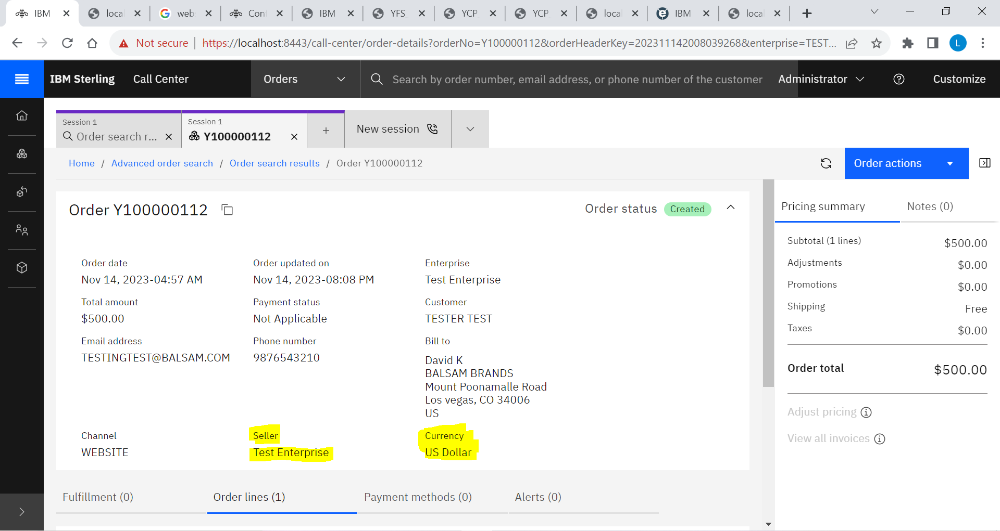 IBM
loca
web
Conf
IBM
YFS_
YCP_
YCP_
loca
IBM
loca
Not secure
https://localhost:8443/call-center/order-details?orderNo=Y100000112&orderHeaderKey=20231114200803926​8&enterprise=TEST...
L
IBM Sterling
Call Center
Orders
Search by order number, email address, or phone number of the customer
Administrator
Customize
Session 1
Order search r...
Session 1
Y100000112
+
New session
Home / Advanced order search / Order search results / Order Y100000112
Order actions
Order Y100000112
Order status
Created
Order date
Nov 14, 2023-04:57 AM
Order updated on
Nov 14, 2023-08:08 PM
Enterprise
Test Enterprise
Total amount
$500.00
Payment status
Not Applicable
Customer
TESTER TEST
Email address
TESTINGTEST@BALSAM.COM
Phone number
9876543210
Bill to
David K
BALSAM BRANDS
Mount Poonamalle Road
Los vegas, CO 34006
US
Channel
WEBSITE
Seller
Test Enterprise
Currency
US Dollar
Fulfillment (0)
Order lines (1)
Payment methods (0)
Alerts (0)
Pricing summary
Notes (0)
Subtotal (1 lines) $500.00
Adjustments $0.00
Promotions $0.00
Shipping Free
Taxes $0.00
Order total $500.00
Adjust pricing
View all invoices